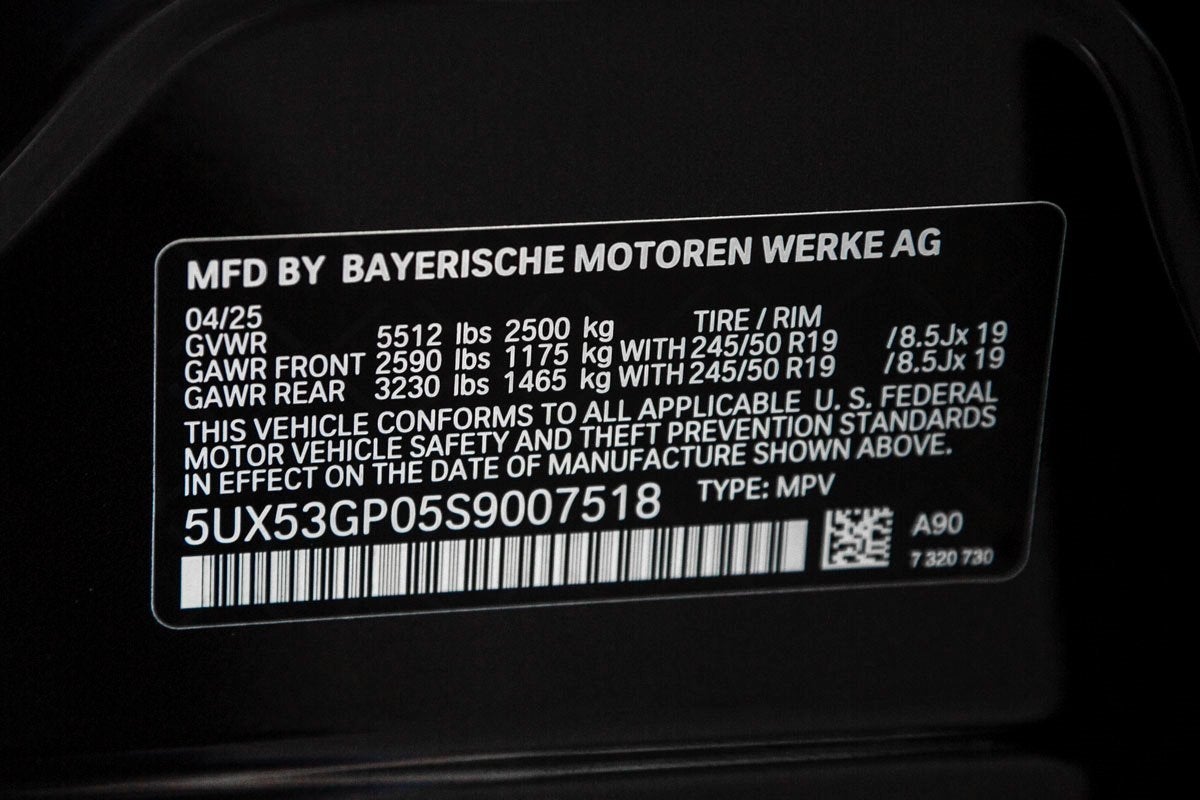 MFD BY BAYERISCHE MOTOREN WERKE AG
04/25 TIRE / RIM
GVWR 5512 lbs 2500 kg
GAWR FRONT 2590 lbs 1175 kg WITH 245/50 R19 /8.5Jx 19
GAWR REAR 3230 lbs 1465 kg WITH 245/50 R19 /8.5Jx 19
THIS VEHICLE CONFORMS TO ALL APPLICABLE U. S. FEDERAL
MOTOR VEHICLE SAFETY AND THEFT PREVENTION STANDARDS
IN EFFECT ON THE DATE OF MANUFACTURE SHOWN ABOVE.
5UX53GP05S9007518 TYPE: MPV
A90
7 320 730